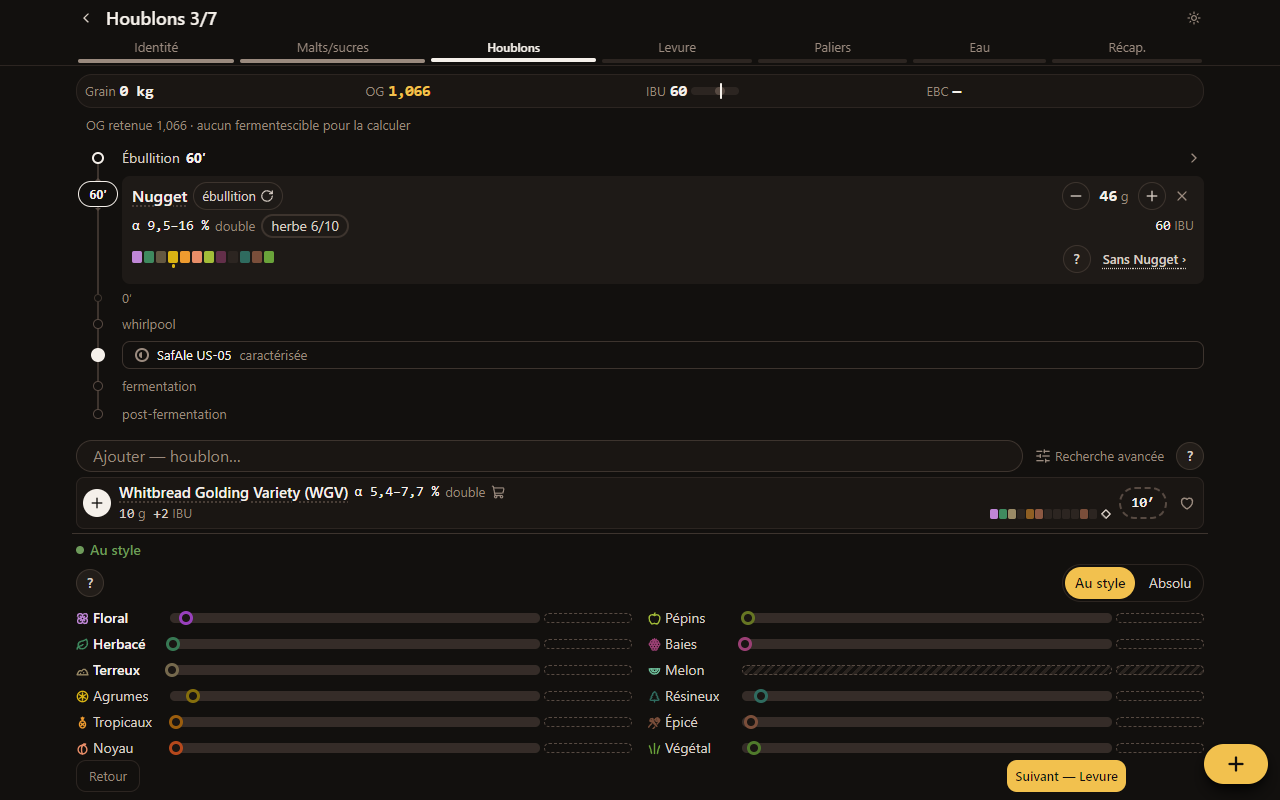 Houblons 3/7
Identité Malts/sucres Houblons Levure Paliers Eau Récap.
Grain 0 kg OG 1,066 IBU 60 EBC —
OG retenue 1,066 · aucun fermentescible pour la calculer
Ébullition 60′
60′ Nugget ébullition − 46 g + ×
α 9,5–16 % double herbe 6/10 60 IBU
? Sans Nugget ›
0′
whirlpool
SafAle US-05 caractérisée
fermentation
post-fermentation
Ajouter — houblon... Recherche avancée ?
+ Whitbread Golding Variety (WGV) α 5,4–7,7 % double
10 g +2 IBU 10′
Au style
? Au style Absolu
Floral Pépins
Herbacé Baies
Terreux Melon
Agrumes Résineux
Tropicaux Épicé
Noyau Végétal
Retour Suivant — Levure +